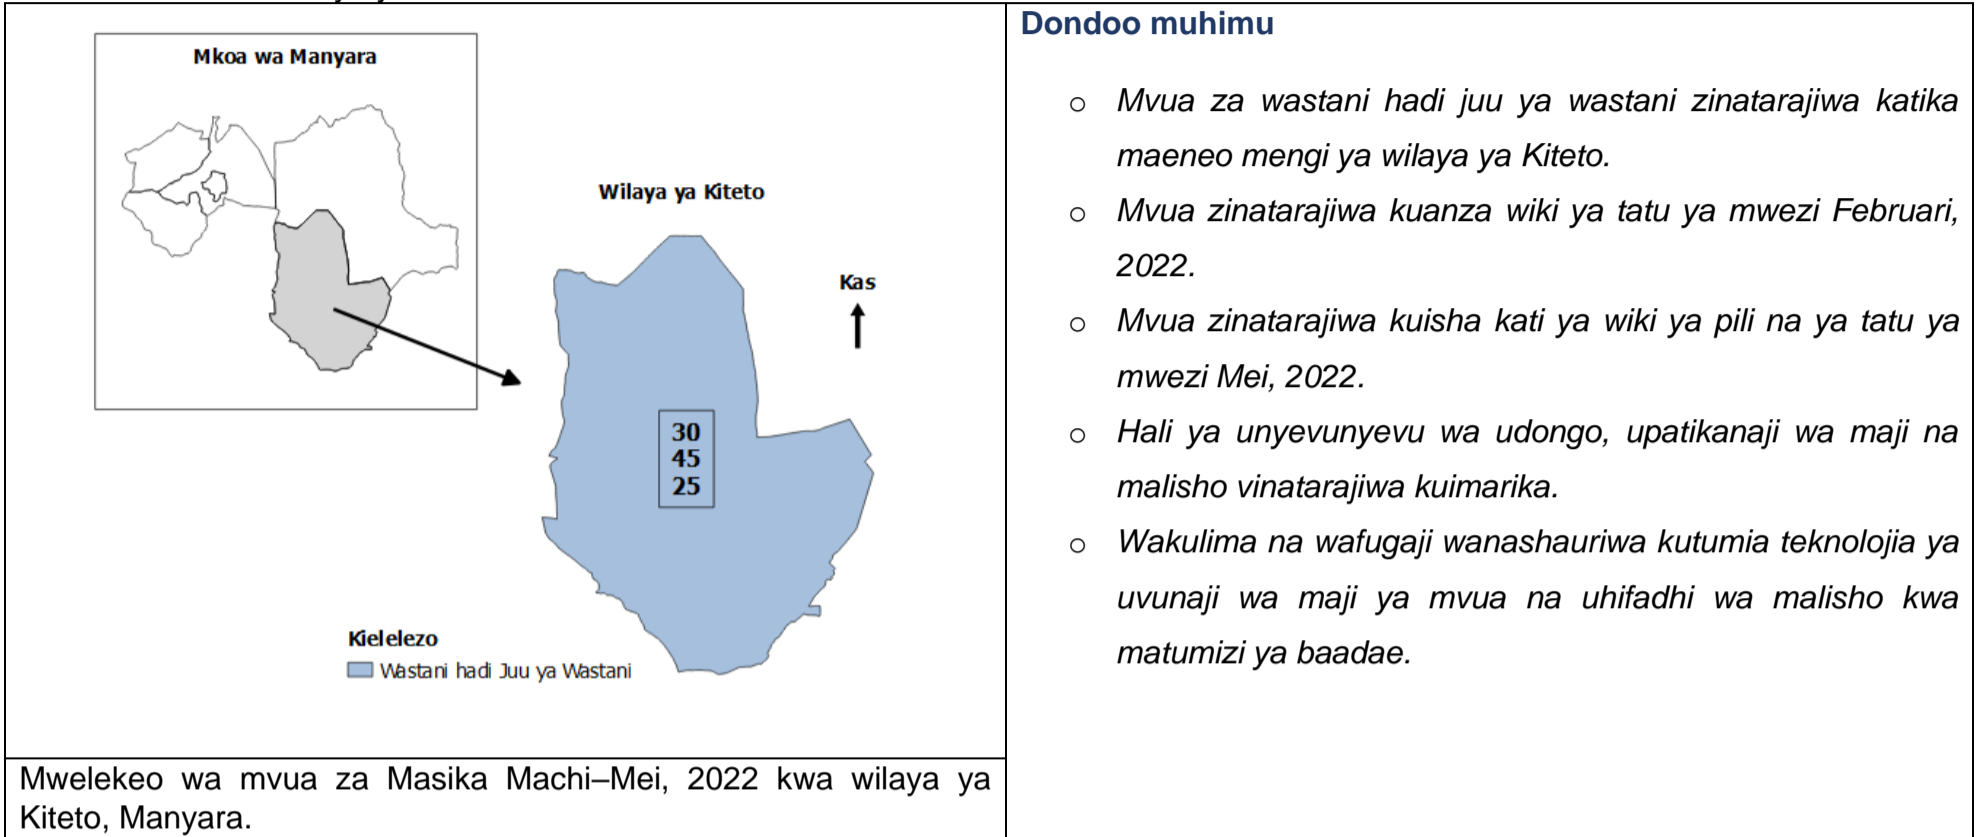 Mkoa wa Manyara
Wilaya ya Kiteto
Kas
30
45
25
Kielelezo
Wastani hadi Juu ya Wastani
Mwelekeo wa mvua za Masika Machi–Mei, 2022 kwa wilaya ya
Kiteto, Manyara.
Dondoo muhimu
o Mvua za wastani hadi juu ya wastani zinatarajiwa katika
maeneo mengi ya wilaya ya Kiteto.
o Mvua zinatarajiwa kuanza wiki ya tatu ya mwezi Februari,
2022.
o Mvua zinatarajiwa kuisha kati ya wiki ya pili na ya tatu ya
mwezi Mei, 2022.
o Hali ya unyevunyevu wa udongo, upatikanaji wa maji na
malisho vinatarajiwa kuimarika.
o Wakulima na wafugaji wanashauriwa kutumia teknolojia ya
uvunaji wa maji ya mvua na uhifadhi wa malisho kwa
matumizi ya baadae.